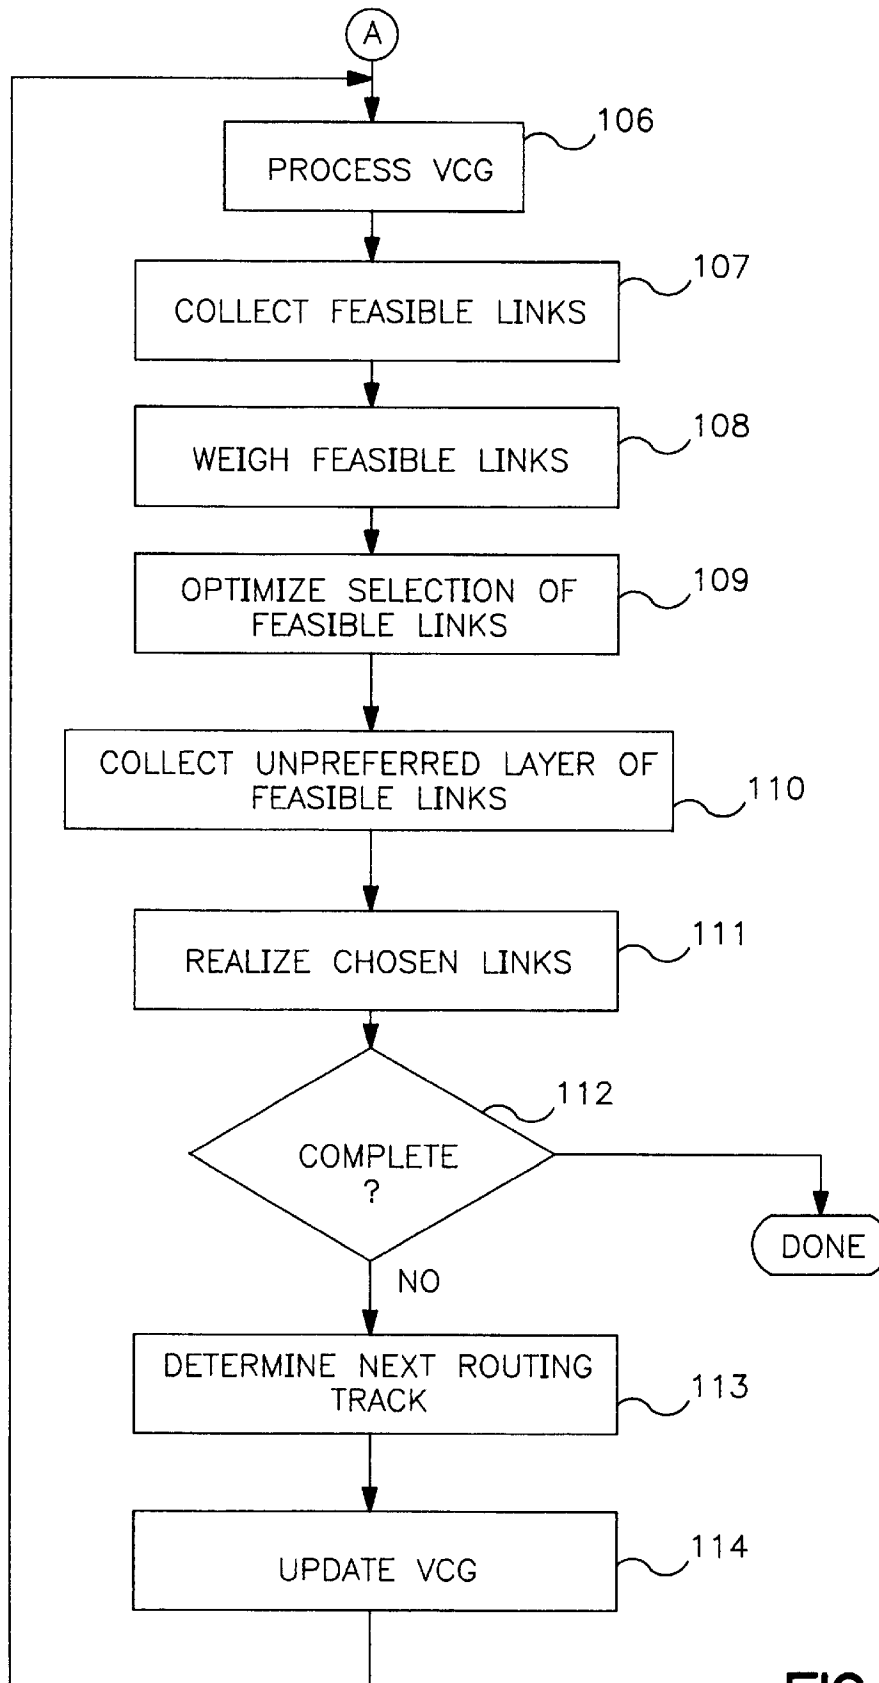 A
106
PROCESS VCG
107
COLLECT FEASIBLE LINKS
108
WEIGH FEASIBLE LINKS
109
OPTIMIZE SELECTION OF
FEASIBLE LINKS
COLLECT UNPREFERRED LAYER OF
FEASIBLE LINKS
110
111
REALIZE CHOSEN LINKS
112
COMPLETE
?
DONE
NO
DETERMINE NEXT ROUTING
TRACK
113
114
UPDATE VCG